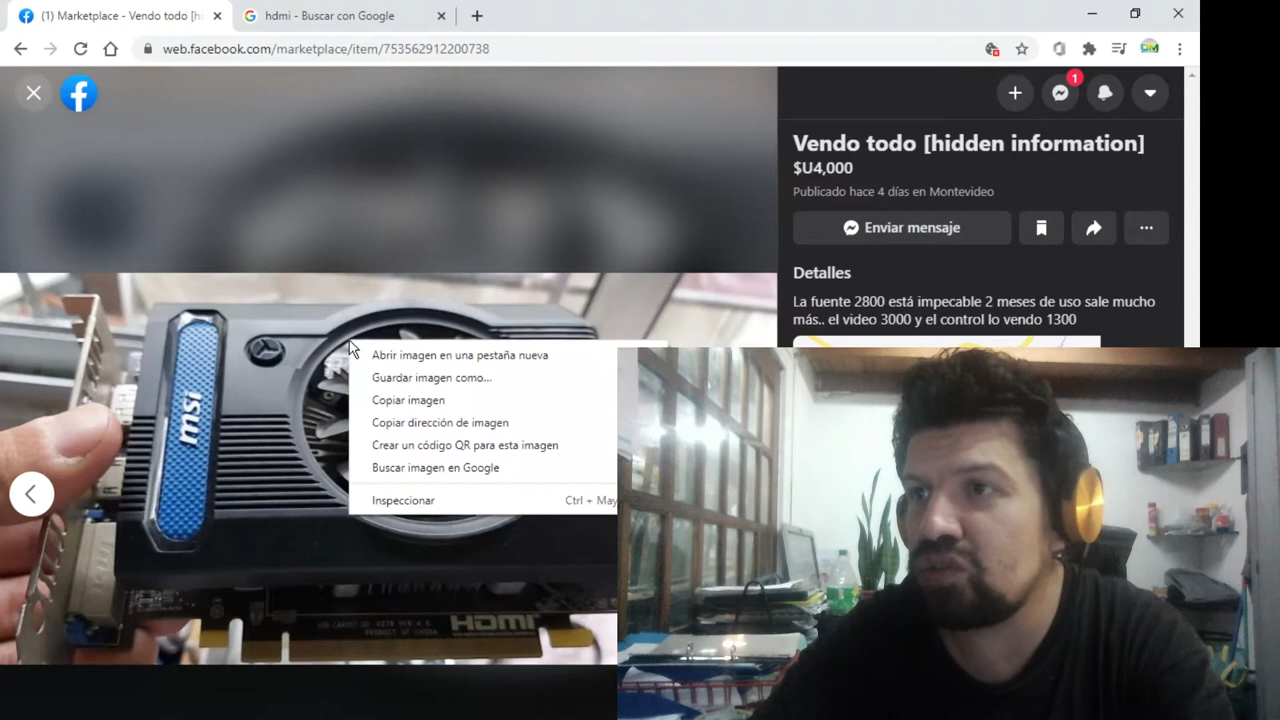 (1) Marketplace - Vendo todo [hi
hdmi - Buscar con Google
web.facebook.com/marketplace/item/753562912200738
1
Vendo todo [hidden information]
$U4,000
Publicado hace 4 días en Montevideo
Enviar mensaje
Detalles
La fuente 2800 está impecable 2 meses de uso sale mucho
más.. el video 3000 y el control lo vendo 1300
msi
Abrir imagen en una pestaña nueva
Guardar imagen como...
Copiar imagen
Copiar dirección de imagen
Crear un código QR para esta imagen
Buscar imagen en Google
Inspeccionar Ctrl + May
HDMI